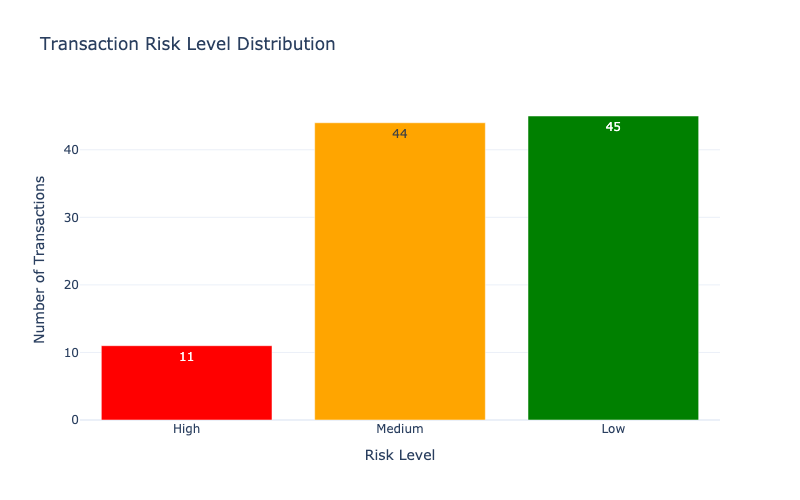 Transaction Risk Level Distribution
Number of Transactions
40
30
20
10
0
11
44
45
High
Medium
Low
Risk Level